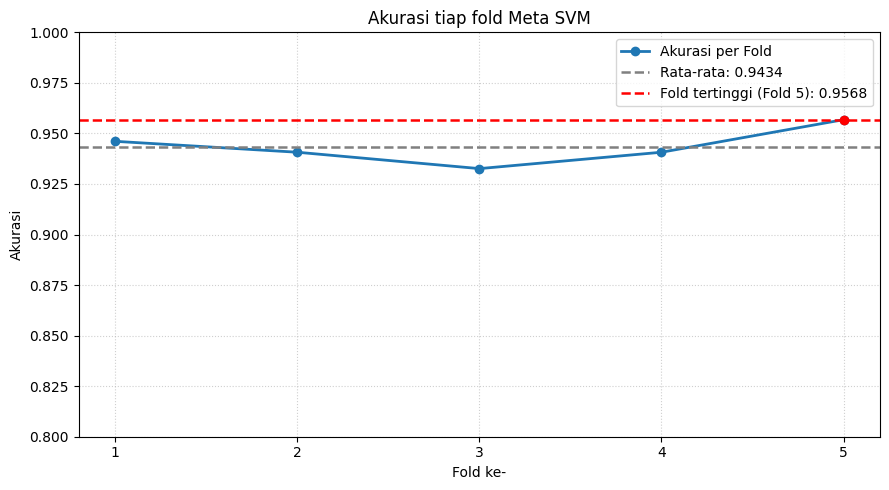 Akurasi tiap fold Meta SVM
Akurasi per Fold
Rata-rata: 0.9434
Fold tertinggi (Fold 5): 0.9568
Akurasi
1.000
0.975
0.950
0.925
0.900
0.875
0.850
0.825
0.800
1 2 3 4 5
Fold ke-